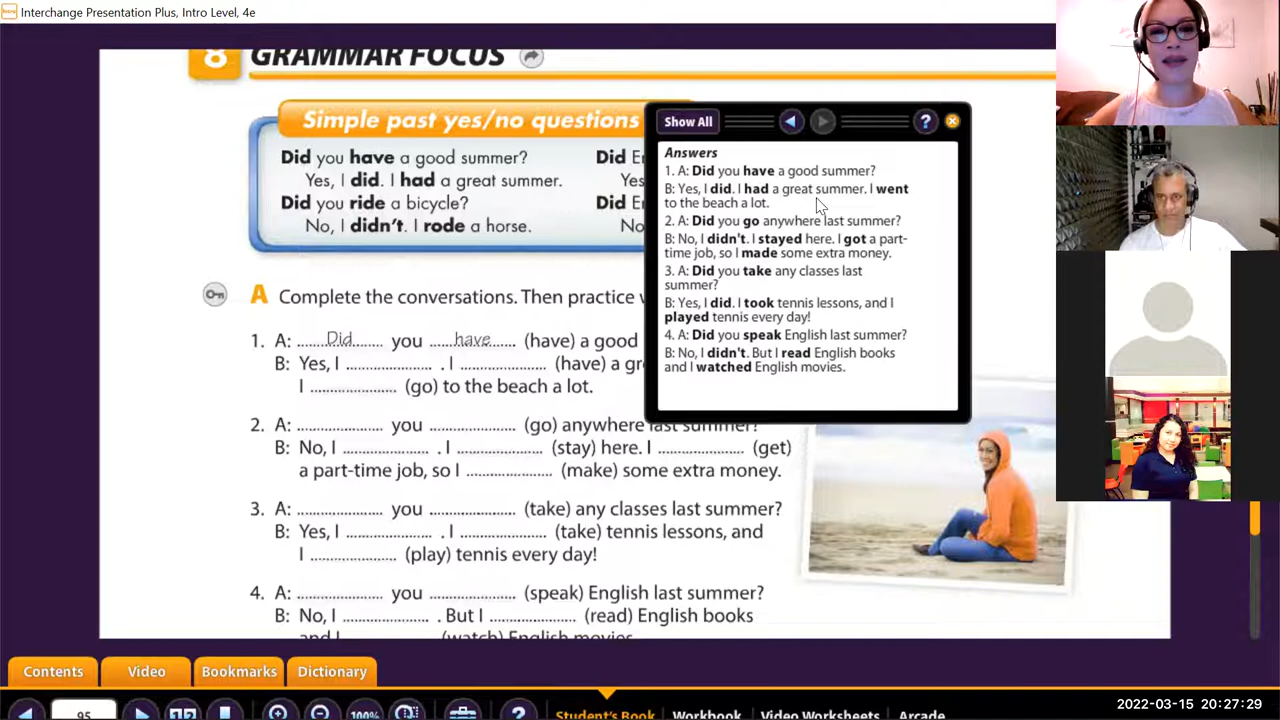 Interchange Presentation Plus, Intro Level, 4e
8 GRAMMAR FOCUS
Simple past yes/no questions
Did you have a good summer?
Yes, I did. I had a great summer.
Did you ride a bicycle?
No, I didn't. I rode a horse.
Did
Yes
Did
No
Show All
?
Answers
1. A: Did you have a good summer?
B: Yes, I did. I had a great summer. I went
to the beach a lot.
2. A: Did you go anywhere last summer?
B: No, I didn't. I stayed here. I got a part-
time job, so I made some extra money.
3. A: Did you take any classes last
summer?
B: Yes, I did. I took tennis lessons, and I
played tennis every day!
4. A: Did you speak English last summer?
B: No, I didn't. But I read English books
and I watched English movies.
A Complete the conversations. Then practice
1. A: Did you have (have) a good
B: Yes, I ............ . I ............ (have) a
I ............ (go) to the beach a lot.
2. A: ............ you ............ (go) anywhere last summer?
B: No, I ............ . I ............ (stay) here. I ............ (get)
a part-time job, so I ............ (make) some extra money.
3. A: ............ you ............ (take) any classes last summer?
B: Yes, I ............ . I ............ (take) tennis lessons, and
I ............ (play) tennis every day!
4. A: ............ you ............ (speak) English last summer?
B: No, I ............ . But I ............ (read) English books
and I ............ (watch) English movies
Contents Video Bookmarks Dictionary
95
100%
?
Student's Book Workbook Video Worksheets Arcade
2022-03-15 20:27:29